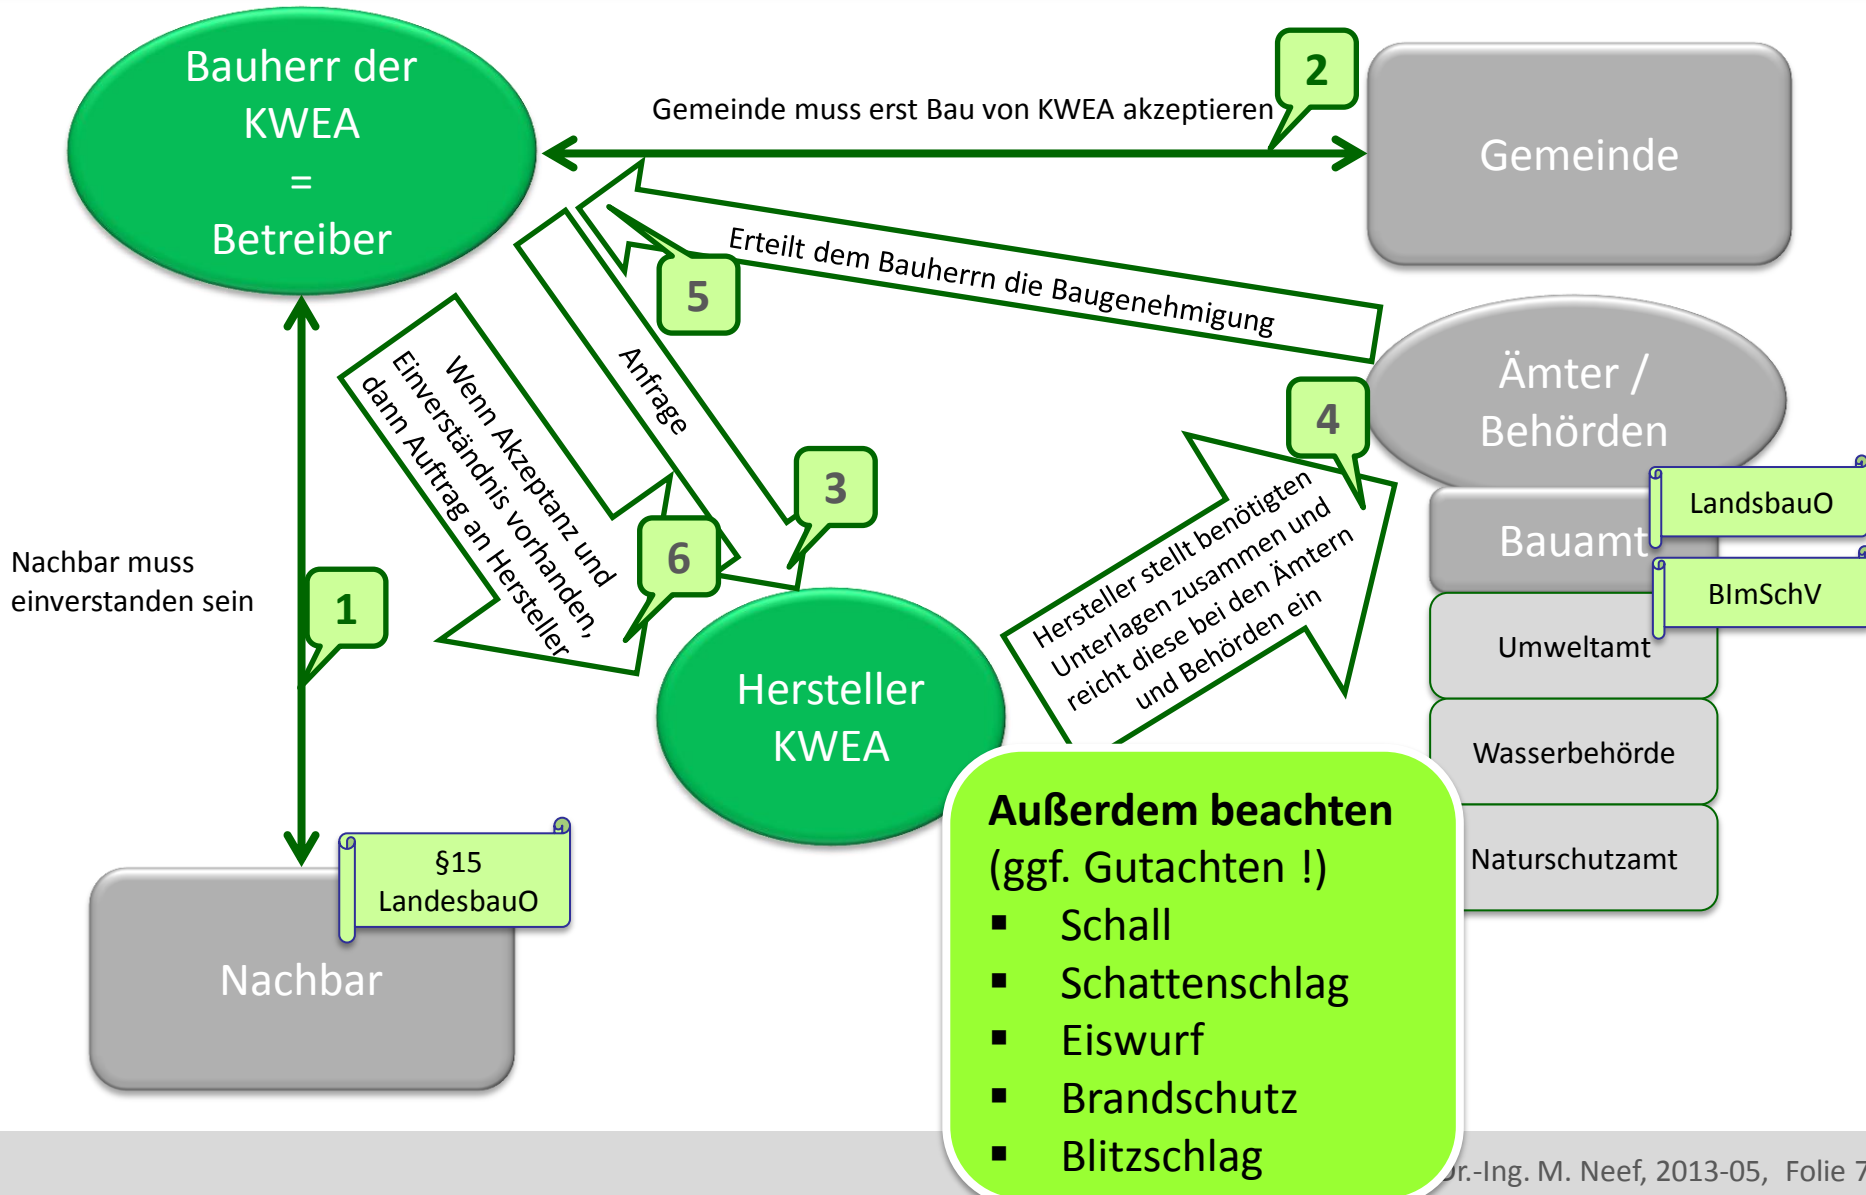 Bauherr der
KWEA
=
Betreiber
2
Gemeinde muss erst Bau von KWEA akzeptieren
Gemeinde
Erteilt dem Bauherrn die Baugenehmigung
5
Anfrage
Wenn Akzeptanz und
Einverständnis vorhanden,
dann Auftrag an Hersteller
Ämter /
Behörden
4
3
6
LandsbauO
Bauamt
BImSchV
Nachbar muss
einverstanden sein
1
Hersteller stellt benötigten
Unterlagen zusammen und
reicht diese bei den Ämtern
und Behörden ein
Umweltamt
Hersteller
KWEA
Wasserbehörde
Naturschutzamt
§15
LandesbauO
Nachbar
Außerdem beachten
(ggf. Gutachten !)
▪ Schall
▪ Schattenschlag
▪ Eiswurf
▪ Brandschutz
▪ Blitzschlag
r.-Ing. M. Neef, 2013-05, Folie 7